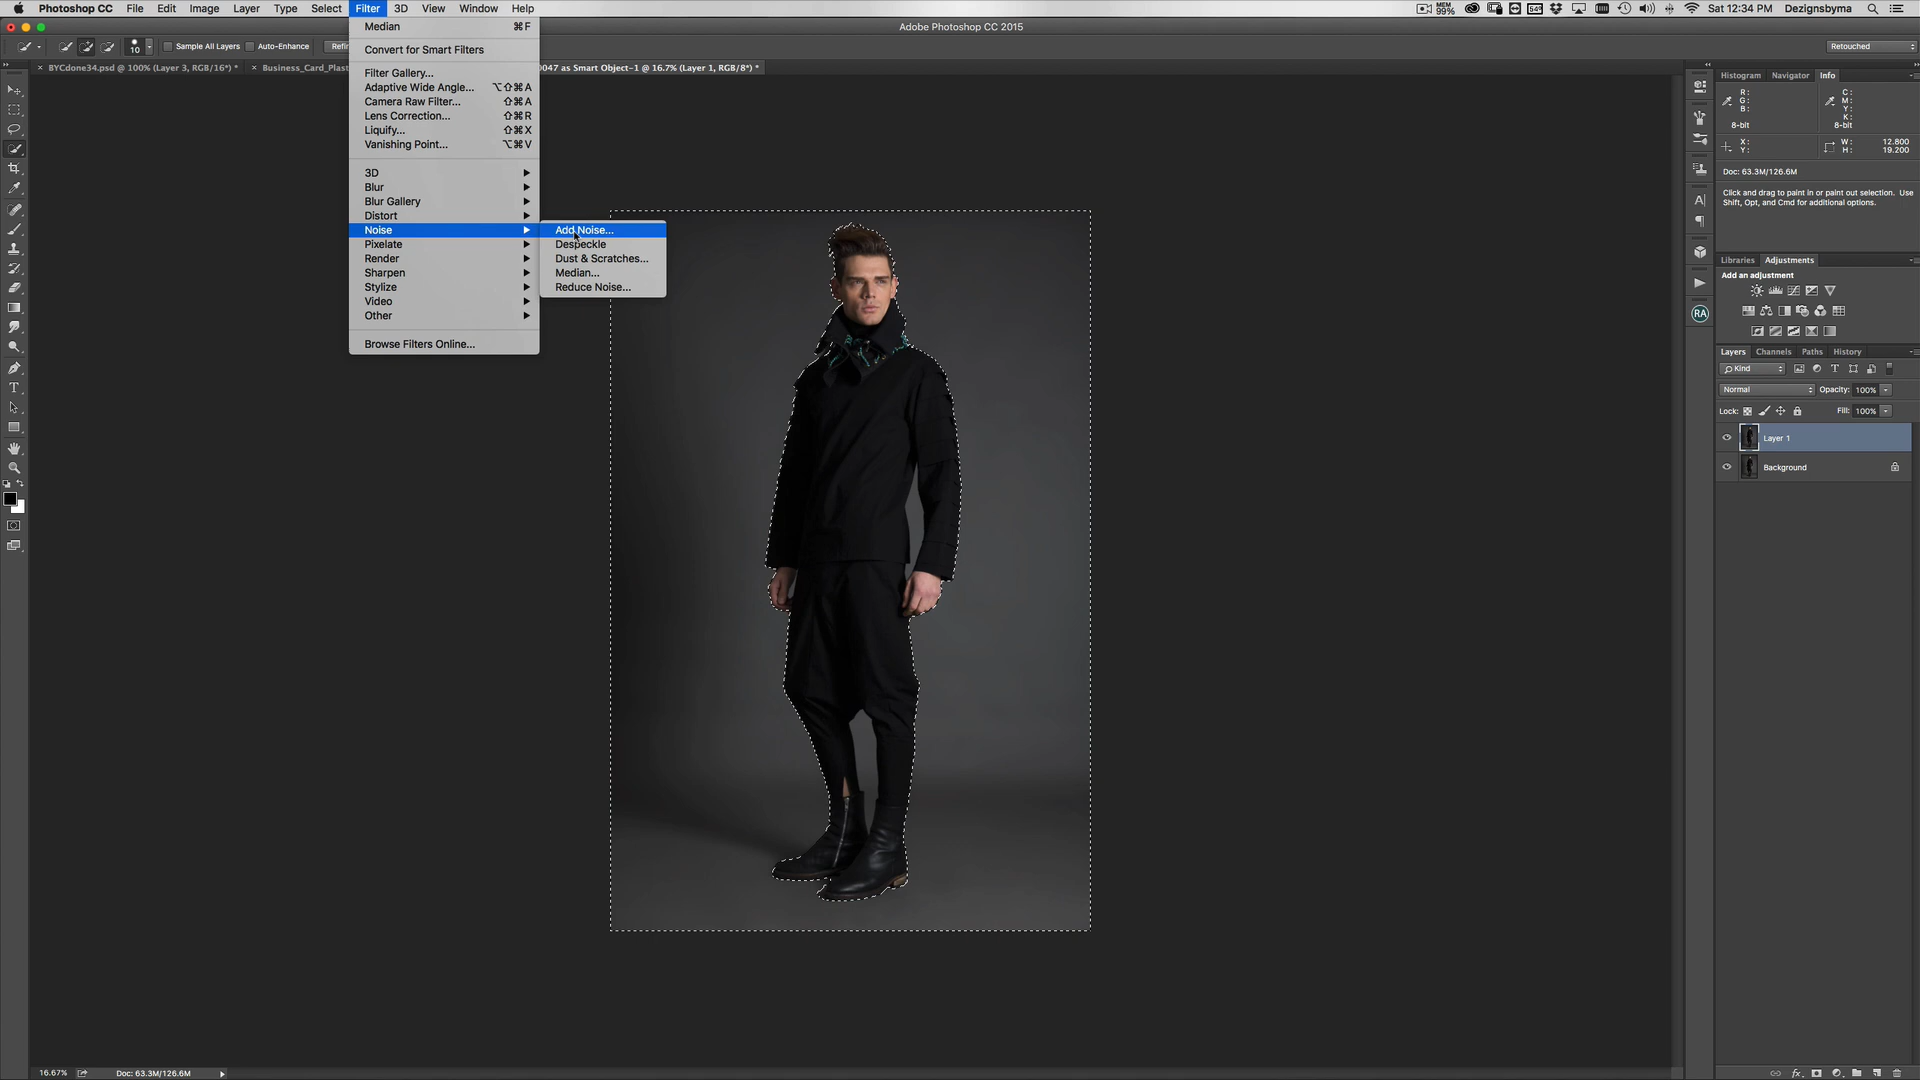 Photoshop CC File Edit Image Layer Type Select Filter 3D View Window Help MEM 99% 54° Sat 12:34 PM Dezignsbyma
Adobe Photoshop CC 2015
10 Sample All Layers Auto-Enhance Refin Retouched
× BYCdone34.psd @ 100% (Layer 3, RGB/16*) * × Business_Card_Plast 0047 as Smart Object-1 @ 16.7% (Layer 1, RGB/8*) *
Median ⌘F
Convert for Smart Filters
Filter Gallery...
Adaptive Wide Angle... ⌥⇧⌘A
Camera Raw Filter... ⇧⌘A
Lens Correction... ⇧⌘R
Liquify... ⇧⌘X
Vanishing Point... ⌥⌘V
3D
Blur
Blur Gallery
Distort
Noise
Pixelate
Render
Sharpen
Stylize
Video
Other
Browse Filters Online...
Add Noise...
Despeckle
Dust & Scratches...
Median...
Reduce Noise...
Histogram Navigator Info
R: C:
G: M:
B: Y:
K:
8-bit 8-bit
X: W: 12.800
Y: H: 19.200
Doc: 63.3M/126.6M
Click and drag to paint in or paint out selection. Use
Shift, Opt, and Cmd for additional options.
Libraries Adjustments
Add an adjustment
RA
Layers Channels Paths History
Kind
Normal Opacity: 100%
Lock: Fill: 100%
Layer 1
Background
16.67% Doc: 63.3M/126.6M
fx